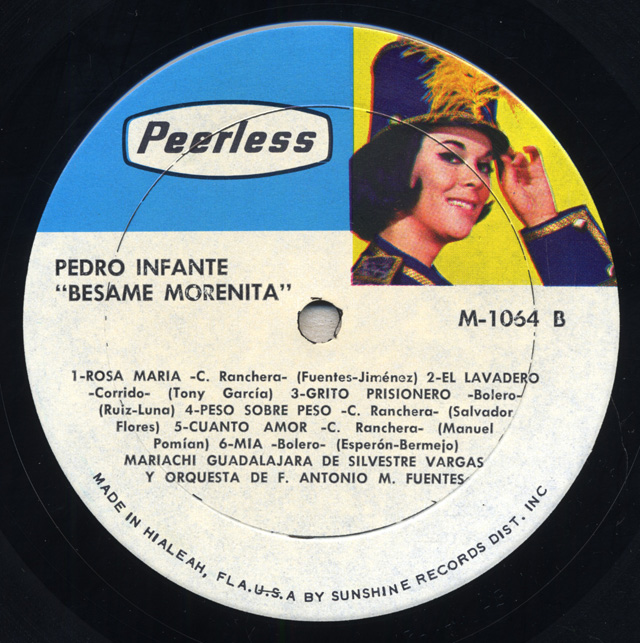 Peerless
PEDRO INFANTE
"BESAME MORENITA"
M-1064 B
1-ROSA MARIA -C. Ranchera- (Fuentes-Jiménez) 2-EL LAVADERO
-Corrido- (Tony García) 3-GRITO PRISIONERO -Bolero-
(Ruiz-Luna) 4-PESO SOBRE PESO -C. Ranchera- (Salvador
Flores) 5-CUANTO AMOR -C. Ranchera- (Manuel
Pomían) 6-MIA -Bolero- (Esperón-Bermejo)
MARIACHI GUADALAJARA DE SILVESTRE VARGAS
Y ORQUESTA DE F. ANTONIO M. FUENTES
MADE IN HIALEAH, FLA. U.S.A BY SUNSHINE RECORDS DIST. INC